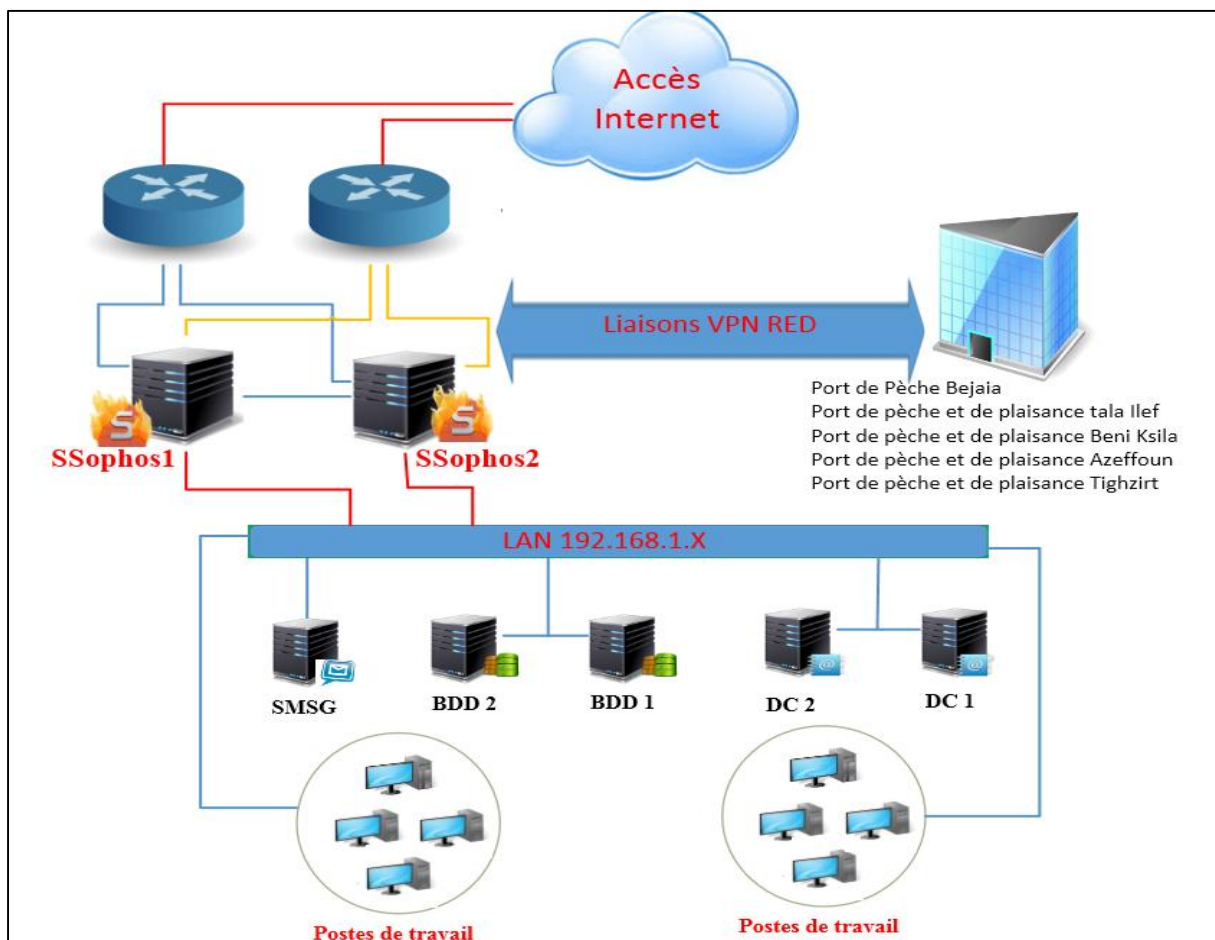 Accès
Internet
Liaisons VPN RED
Port de Pèche Bejaia
Port de pèche et de plaisance tala Ilef
Port de pèche et de plaisance Beni Ksila
Port de pèche et de plaisance Azeffoun
Port de pèche et de plaisance Tighzirt
S
S
SSophos1
SSophos2
LAN 192.168.1.X
SMSG
BDD 2
BDD 1
DC 2
DC 1
Postes de travail
Postes de travail